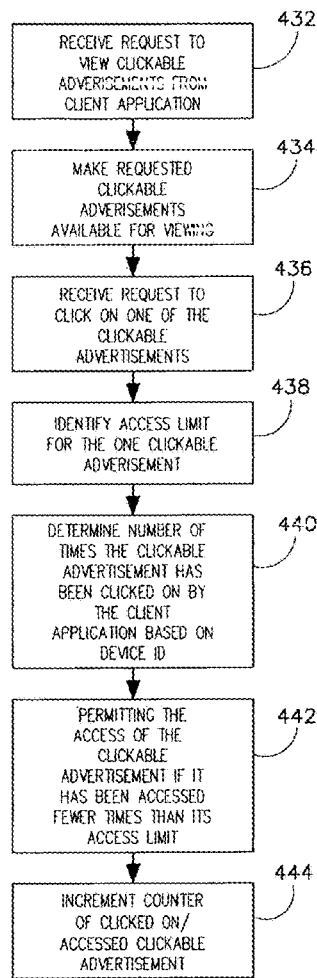 432
RECEIVE REQUEST TO
VIEW CLICKABLE
ADVERISEMENTS FROM
CLIENT APPLICATION
434
MAKE REQUESTED
CLICKABLE
ADVERISEMENTS
AVAILABLE FOR VIEWING
436
RECEIVE REQUEST TO
CLICK ON ONE OF THE
CLICKABLE
ADVERTISEMENTS
438
IDENTIFY ACCESS LIMIT
FOR THE ONE CLICKABLE
ADVERISEMENT
440
DETERMINE NUMBER OF
TIMES THE CLICKABLE
ADVERTISEMENT HAS
BEEN CLICKED ON BY
THE CLIENT
APPLICATION BASED ON
DEVICE ID
442
PERMITTING THE
ACCESS OF THE
CLICKABLE
ADVERTISEMENT IF IT
HAS BEEN ACCESSED
FEWER TIMES THAN ITS
ACCESS LIMIT
444
INCREMENT COUNTER
OF CLICKED ON/
ACCESSED CLICKABLE
ADVERTISEMENT